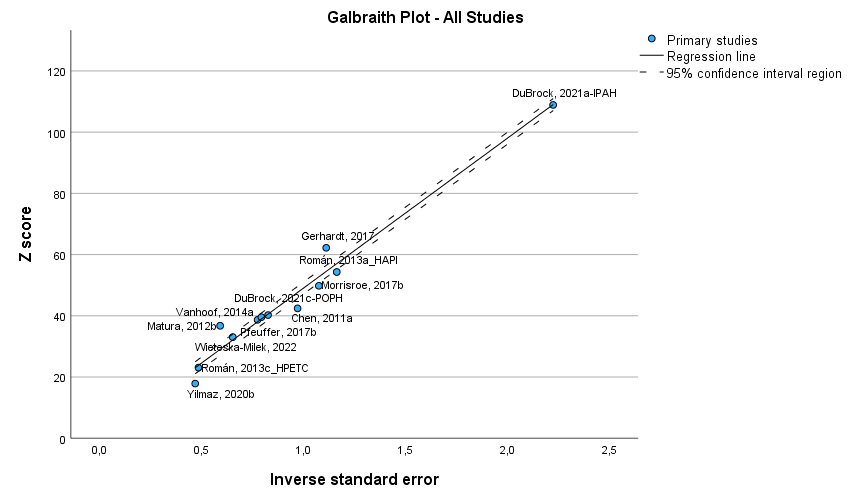 Galbraith Plot - All Studies
Primary studies
Regression line
95% confidence interval region
120
100
80
60
40
20
0
Z score
DuBrock, 2021a-IPAH
Gerhardt, 2017
Román, 2013a_HAPI
Morrisroe, 2017b
DuBrock, 2021c-POPH
Vanhoof, 2014a
Chen, 2011a
Matura, 2012b
Pfeuffer, 2017b
Wieteska-Milek, 2022
Román, 2013c_HPETC
Yilmaz, 2020b
0,0
0,5
1,0
1,5
2,0
2,5
Inverse standard error